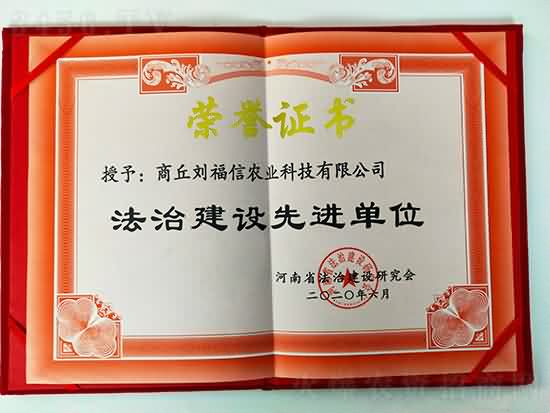 荣誉证书
授予：商丘刘福信农业科技有限公司
法治建设先进单位
河南省法治建设研究会
二〇二〇年六月